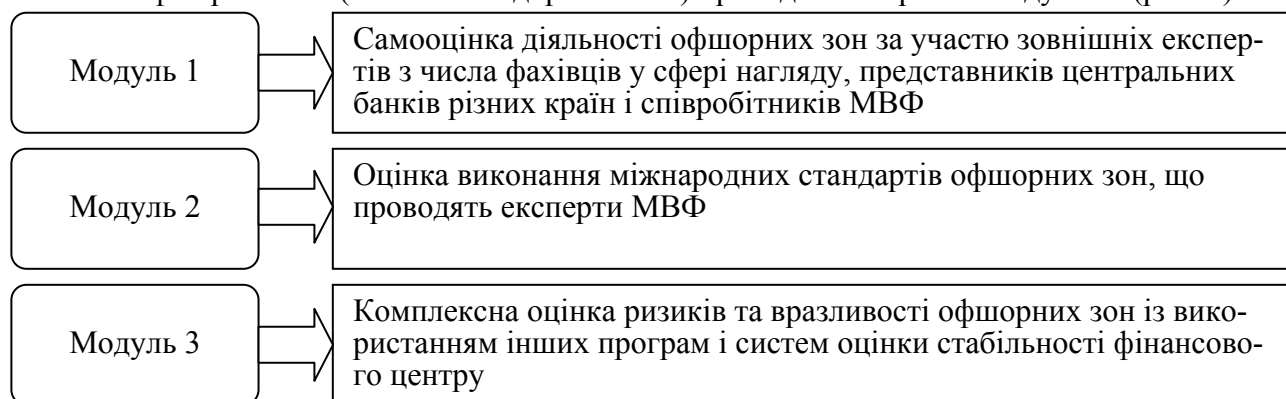 Модуль 1
Самооцінка діяльності офшорних зон за участю зовнішніх експер-
тів з числа фахівців у сфері нагляду, представників центральних
банків різних країн і співробітників МВФ
Модуль 2
Оцінка виконання міжнародних стандартів офшорних зон, що
проводять експерти МВФ
Модуль 3
Комплексна оцінка ризиків та вразливості офшорних зон із вико-
ристанням інших програм і систем оцінки стабільності фінансово-
го центру